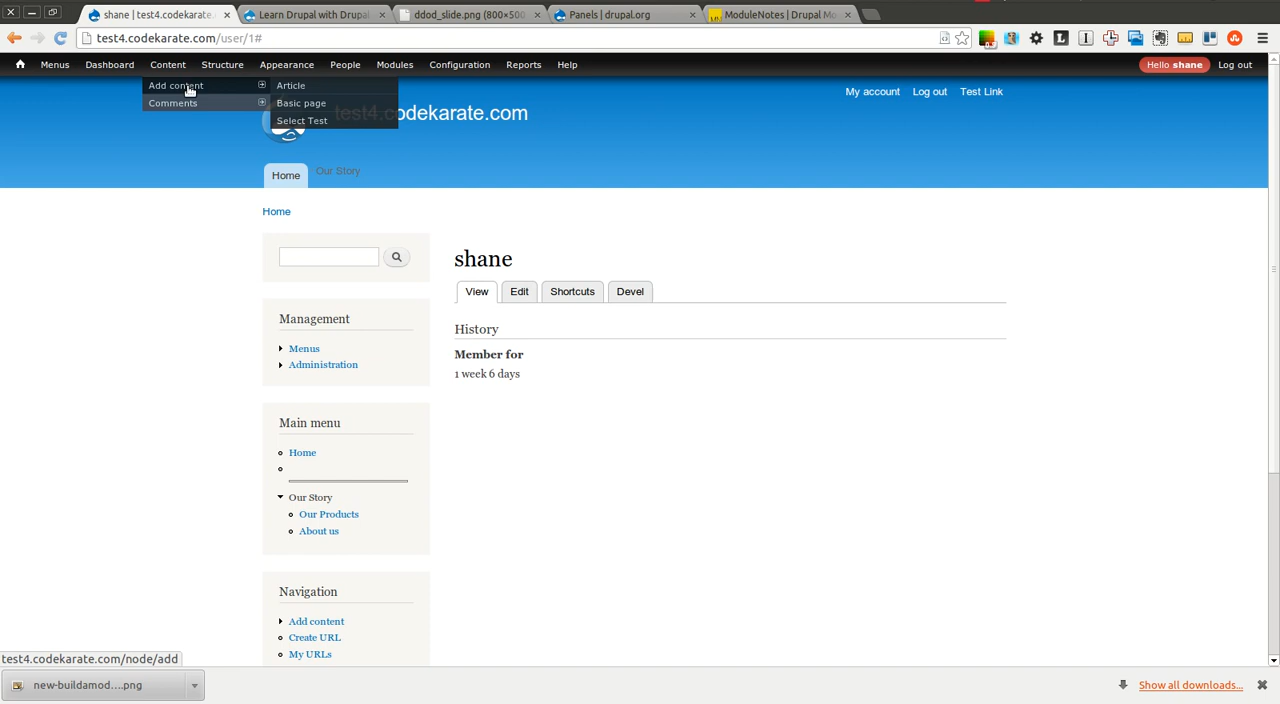 shane | test4.codekarate.
Learn Drupal with Drupal
ddod_slide.png (800×500
Panels | drupal.org
ModuleNotes | Drupal Mo
test4.codekarate.com/user/1#
Menus Dashboard Content Structure Appearance People Modules Configuration Reports Help Hello shane Log out
Add content Article
Comments Basic page
Select Test
My account Log out Test Link
test4.codekarate.com
Home Our Story
Home
shane
View Edit Shortcuts Devel
History
Member for
1 week 6 days
Management
Menus
Administration
Main menu
Home
Our Story
Our Products
About us
Navigation
Add content
Create URL
My URLs
test4.codekarate.com/node/add
new-buildamod....png
Show all downloads...